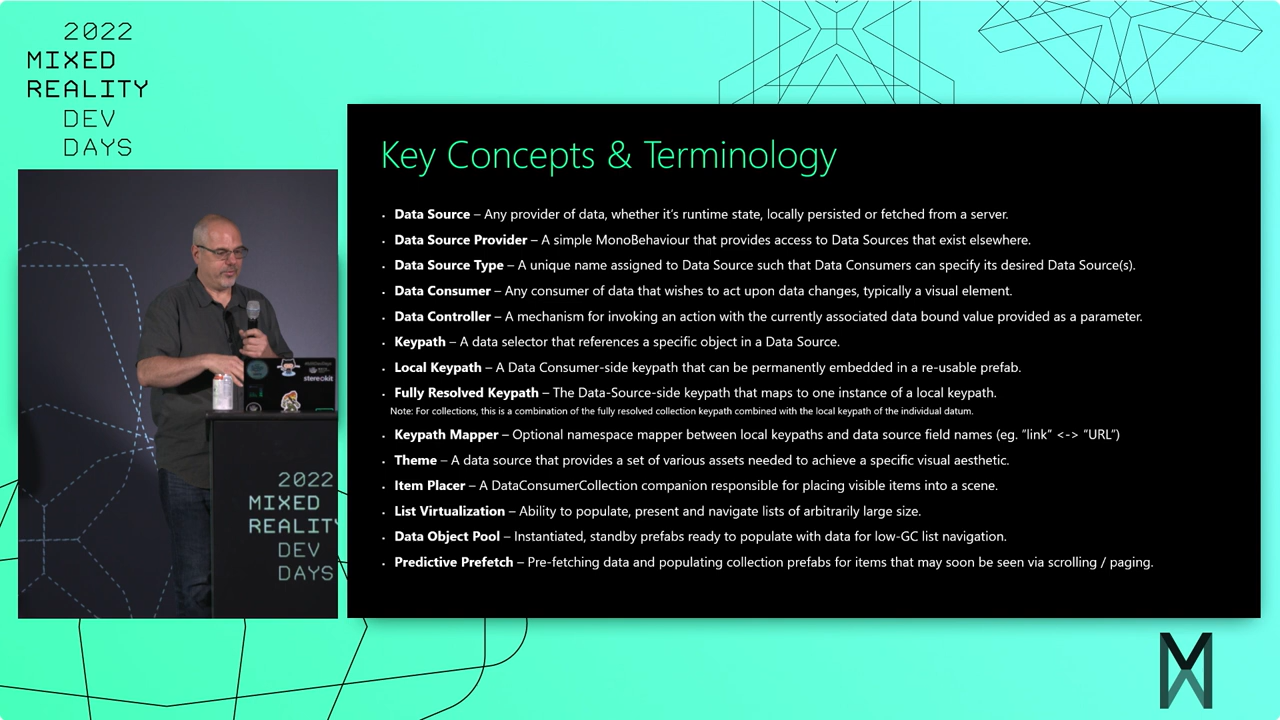 2022
MIXED
REALITY
DEV
DAYS
Key Concepts & Terminology
• Data Source – Any provider of data, whether it's runtime state, locally persisted or fetched from a server.
• Data Source Provider – A simple MonoBehaviour that provides access to Data Sources that exist elsewhere.
• Data Source Type – A unique name assigned to Data Source such that Data Consumers can specify its desired Data Source(s).
• Data Consumer – Any consumer of data that wishes to act upon data changes, typically a visual element.
• Data Controller – A mechanism for invoking an action with the currently associated data bound value provided as a parameter.
• Keypath – A data selector that references a specific object in a Data Source.
• Local Keypath – A Data Consumer-side keypath that can be permanently embedded in a re-usable prefab.
• Fully Resolved Keypath – The Data-Source-side keypath that maps to one instance of a local keypath.
Note: For collections, this is a combination of the fully resolved collection keypath combined with the local keypath of the individual datum.
• Keypath Mapper – Optional namespace mapper between local keypaths and data source field names (eg. "link" <-> "URL")
• Theme – A data source that provides a set of various assets needed to achieve a specific visual aesthetic.
• Item Placer – A DataConsumerCollection companion responsible for placing visible items into a scene.
• List Virtualization – Ability to populate, present and navigate lists of arbitrarily large size.
• Data Object Pool – Instantiated, standby prefabs ready to populate with data for low-GC list navigation.
• Predictive Prefetch – Pre-fetching data and populating collection prefabs for items that may soon be seen via scrolling / paging.
stereokit
2022
MIXED
REALITY
DEV
DAYS